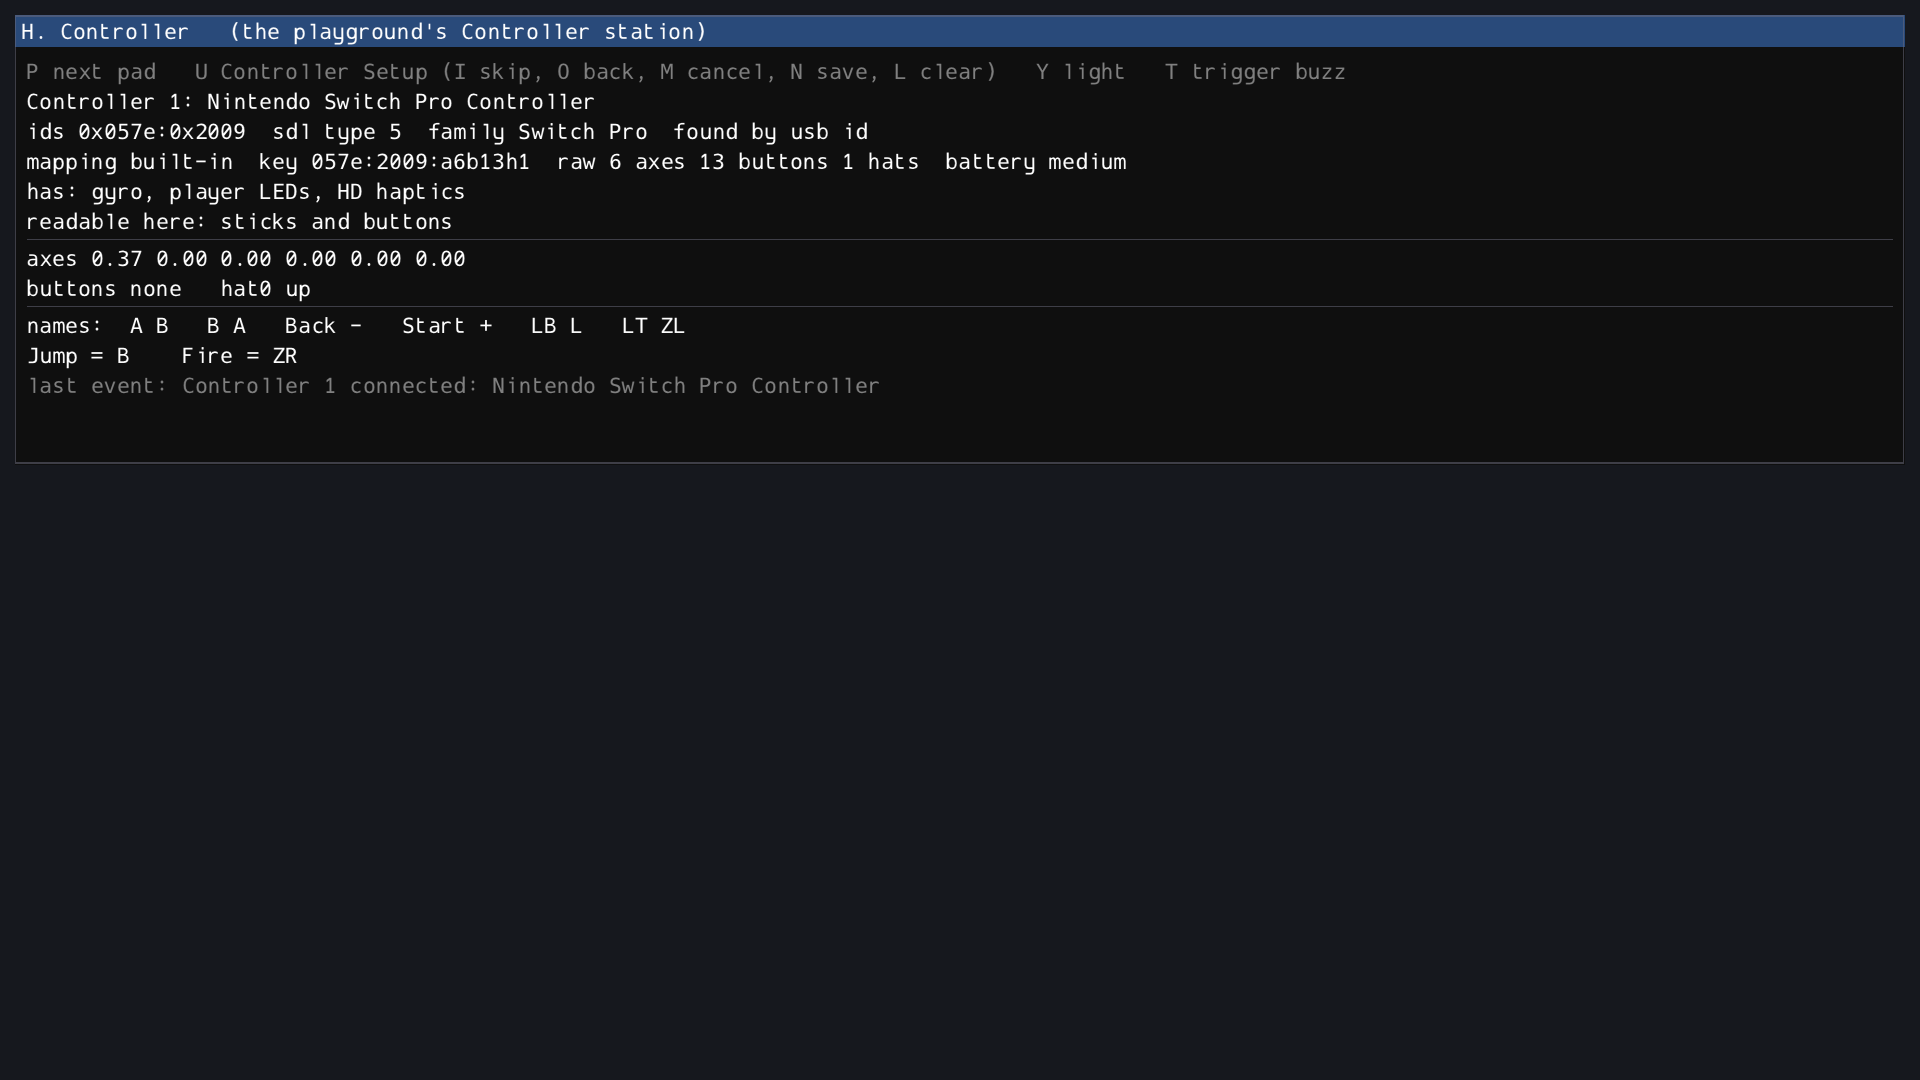 H. Controller   (the playground's Controller station)
P next pad   U Controller Setup (I skip, O back, M cancel, N save, L clear)   Y light   T trigger buzz
Controller 1: Nintendo Switch Pro Controller
ids 0x057e:0x2009  sdl type 5  family Switch Pro  found by usb id
mapping built-in  key 057e:2009:a6b13h1  raw 6 axes 13 buttons 1 hats  battery medium
has: gyro, player LEDs, HD haptics
readable here: sticks and buttons
axes 0.37 0.00 0.00 0.00 0.00 0.00
buttons none   hat0 up
names:  A B   B A   Back -   Start +   LB L   LT ZL
Jump = B    Fire = ZR
last event: Controller 1 connected: Nintendo Switch Pro Controller